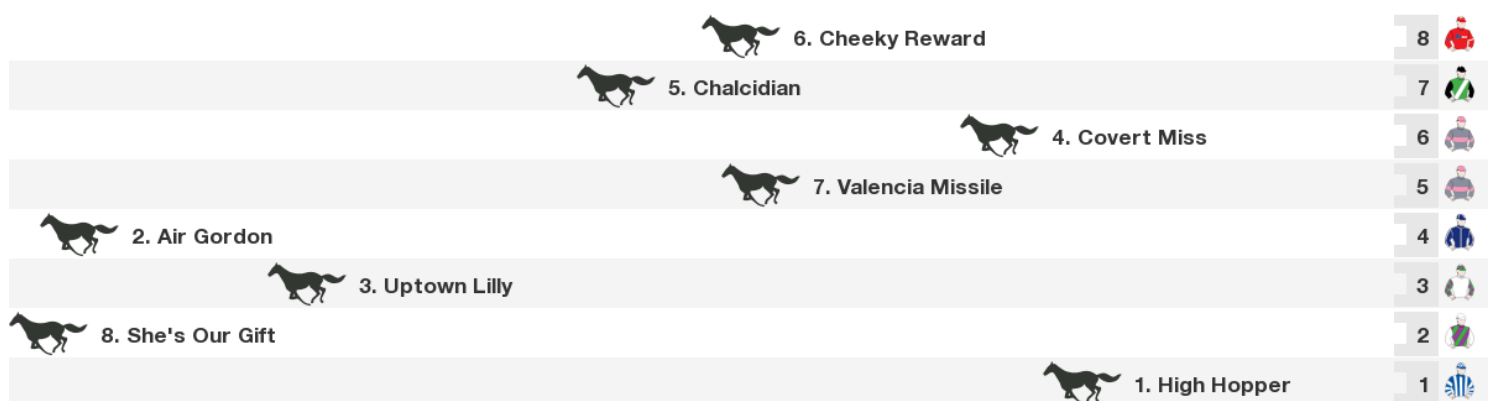 6. Cheeky Reward 8
5. Chalcidian 7
4. Covert Miss 6
7. Valencia Missile 5
2. Air Gordon 4
3. Uptown Lilly 3
8. She's Our Gift 2
1. High Hopper 1